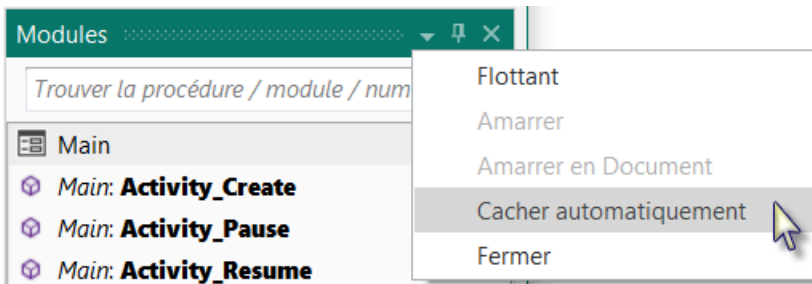 Modules
Trouver la procédure / module / num
Flottant
Amarrer
Amarrer en Document
Cacher automatiquement
Fermer
Main
Main: Activity_Create
Main: Activity_Pause
Main: Activity_Resume